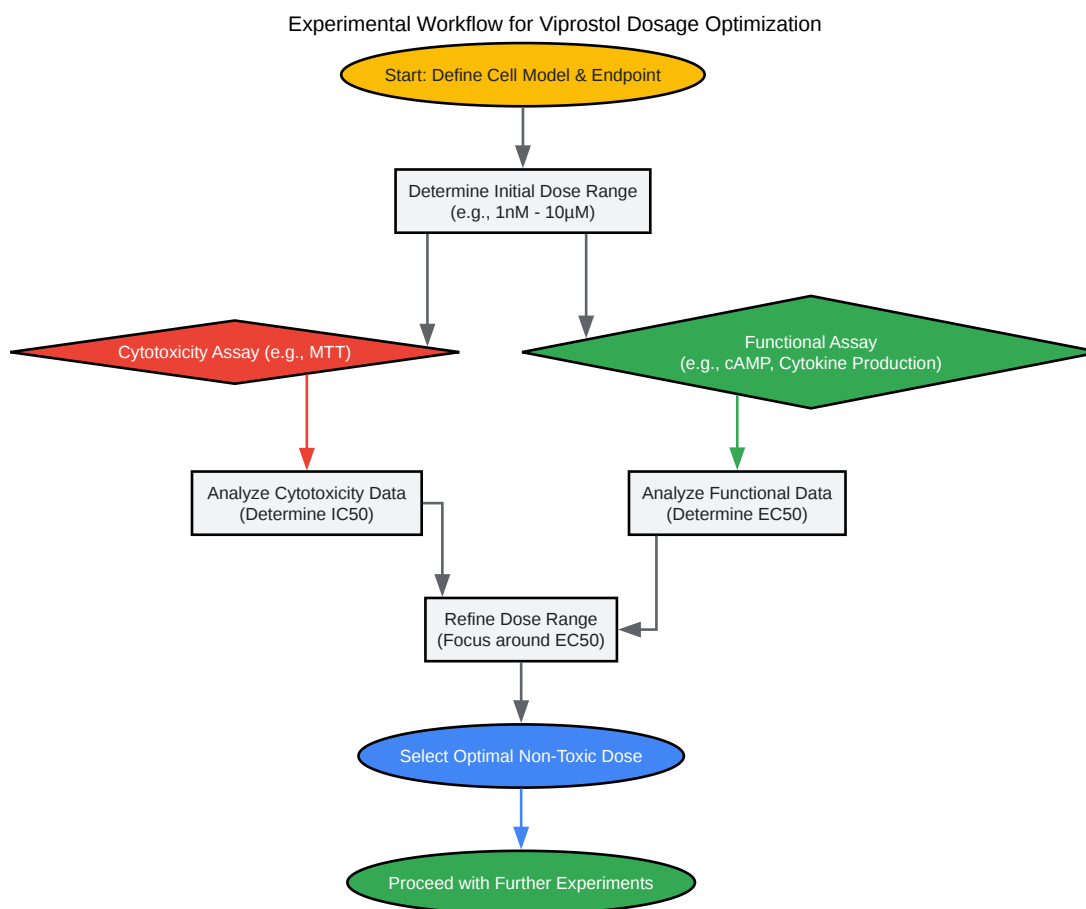 Experimental Workflow for Viprostol Dosage Optimization
Start: Define Cell Model & Endpoint
Determine Initial Dose Range
(e.g., 1nM - 10µM)
Cytotoxicity Assay (e.g., MTT)
Functional Assay
(e.g., cAMP, Cytokine Production)
Analyze Cytotoxicity Data
(Determine IC50)
Analyze Functional Data
(Determine EC50)
Refine Dose Range
(Focus around EC50)
Select Optimal Non-Toxic Dose
Proceed with Further Experiments